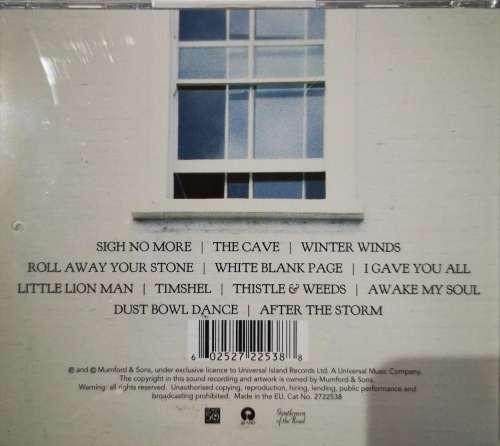 SIGH NO MORE | THE CAVE | WINTER WINDS
ROLL AWAY YOUR STONE | WHITE BLANK PAGE | I GAVE YOU ALL
LITTLE LION MAN | TIMSHEL | THISTLE & WEEDS | AWAKE MY SOUL
DUST BOWL DANCE | AFTER THE STORM
6 02527 22538 8
℗ and © Mumford & Sons, under exclusive licence to Universal Island Records Ltd. A Universal Music Company.
The copyright in this sound recording and artwork is owned by Mumford & Sons.
Warning: all rights reserved. Unauthorised copying, reproduction, hiring, lending, public performance and
broadcasting prohibited. Made in the EU. Cat No. 2722538
ISLAND
Gentlemen
of the Road